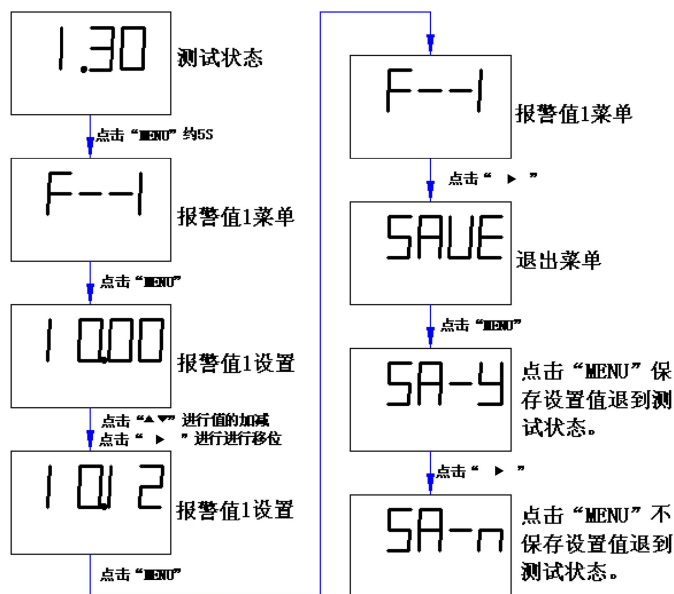 1.30
测试状态
点击“MENU”约5S
F--1
报警值1菜单
点击“MENU”
10.00
报警值1设置
点击“▲▼”进行值的加减
点击“ ▶ ”进行进行移位
10.12
报警值1设置
点击“MENU”
F--1
报警值1菜单
点击“ ▶ ”
SAVE
退出菜单
点击“MENU”
SA-y
点击“MENU”保
存设置值退到测
试状态。
点击“ ▶ ”
SA-n
点击“MENU”不
保存设置值退到
测试状态。